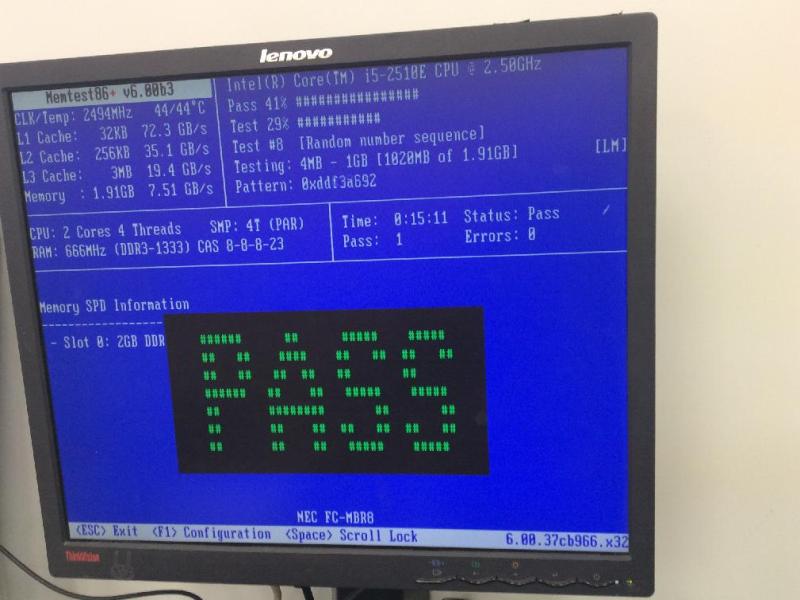 lenovo
Memtest86+ v6.00b3
Intel(R) Core(TM) i5-2510E CPU @ 2.50GHz
CLK/Temp: 2494MHz 44/44°C
Pass 41% ################
L1 Cache: 32KB 72.3 GB/s
Test 29% ###########
L2 Cache: 256KB 35.1 GB/s
Test #8 [Random number sequence]
L3 Cache: 3MB 19.4 GB/s
Testing: 4MB - 1GB [1020MB of 1.91GB] [LM]
Memory : 1.91GB 7.51 GB/s
Pattern: 0xddf3a692
CPU: 2 Cores 4 Threads SMP: 4T (PAR)
Time: 0:15:11 Status: Pass /
RAM: 666MHz (DDR3-1333) CAS 8-8-8-23
Pass: 1 Errors: 0
Memory SPD Information
- Slot 0: 2GB DDR
PASS
NEC FC-MBR8
<ESC> Exit <F1> Configuration <Space> Scroll Lock 6.00.37cb966.x32
ThinkVision